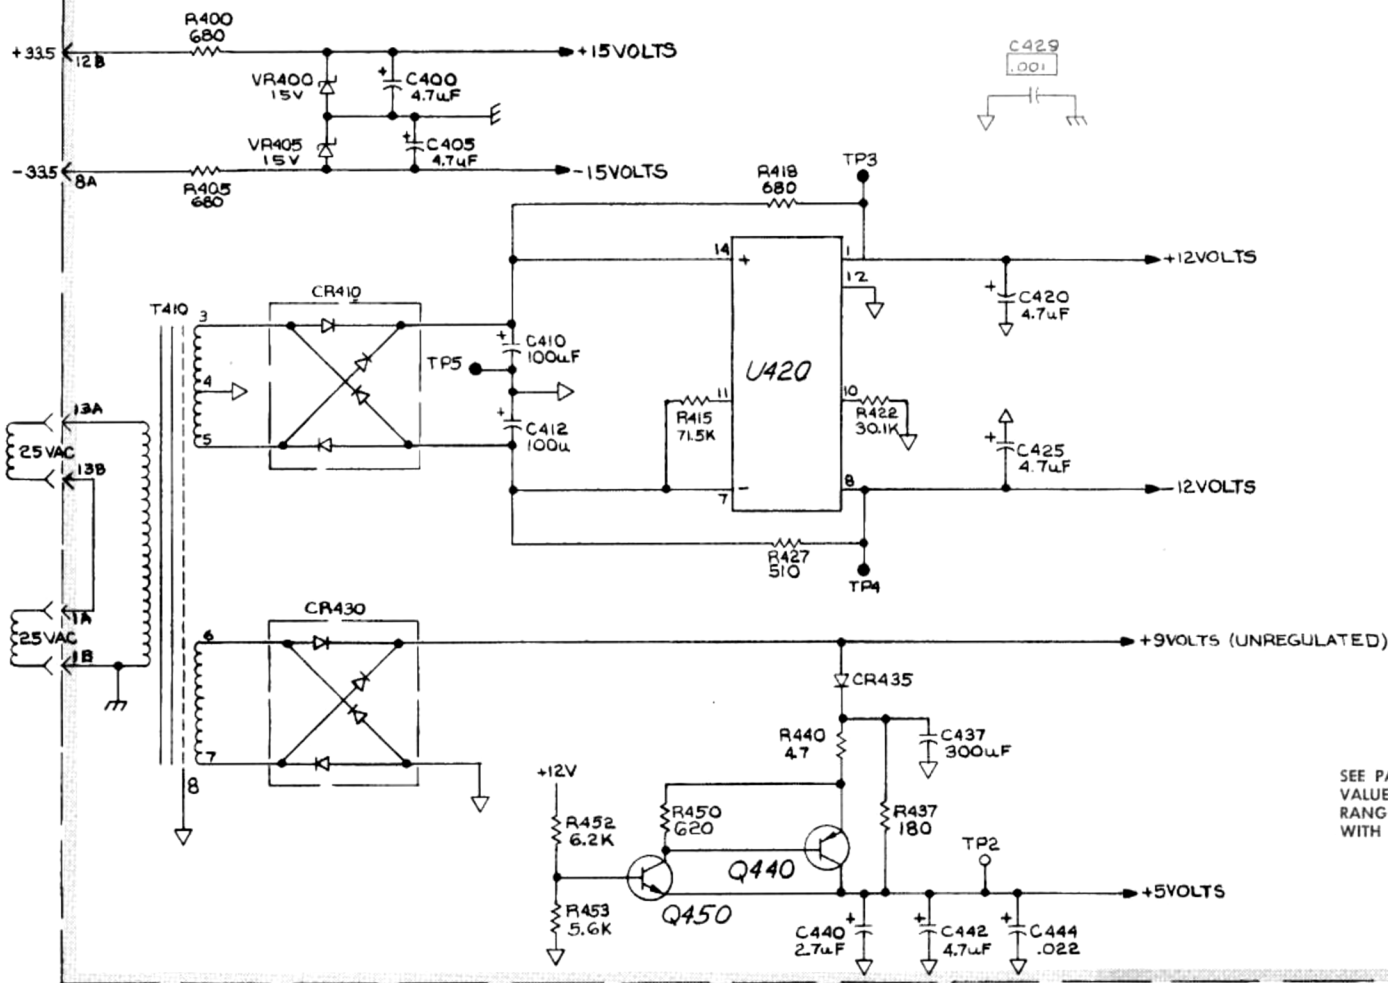 R400
680
+33.5
12B
+15VOLTS
VR400
15V
+
C400
4.7uF
C429
.001
VR405
15V
+
C405
4.7uF
-33.5
8A
R405
680
-15VOLTS
R418
680
TP3
14
+
1
12
+12VOLTS
+
C420
4.7uF
T410
3
4
5
CR410
+
C410
100uF
TP5
+
C412
100u
U420
11
R415
71.5K
10
R422
30.1K
+
C425
4.7uF
7
-
8
-12VOLTS
R427
510
TP4
13A
25VAC
13B
1A
25VAC
1B
6
7
8
CR430
+9VOLTS (UNREGULATED)
CR435
R440
4.7
C437
300uF
R437
180
+12V
R452
6.2K
R450
620
Q440
TP2
Q450
R453
5.6K
+5VOLTS
+
C440
2.7uF
+
C442
4.7uF
+
C444
.022
SEE PA
VALUE
RANG
WITH